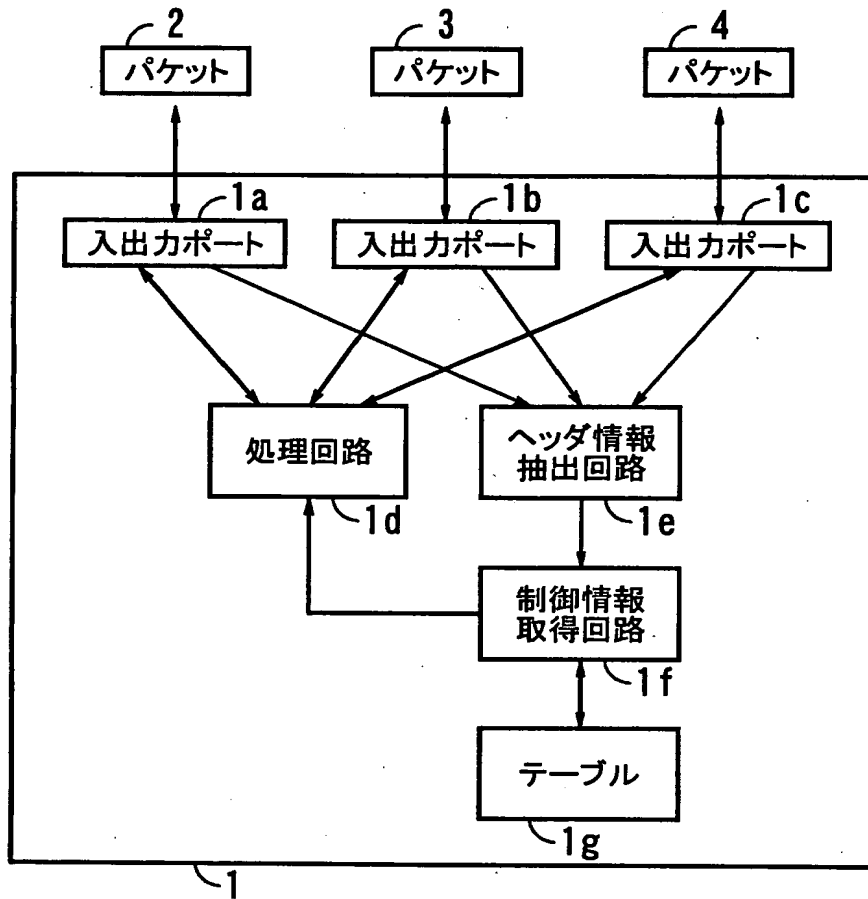 2
3
4
パケット
パケット
パケット
1a
1b
1c
入出力ポート
入出力ポート
入出力ポート
処理回路
ヘッダ情報
抽出回路
1d
1e
制御情報
取得回路
1f
テーブル
1g
1